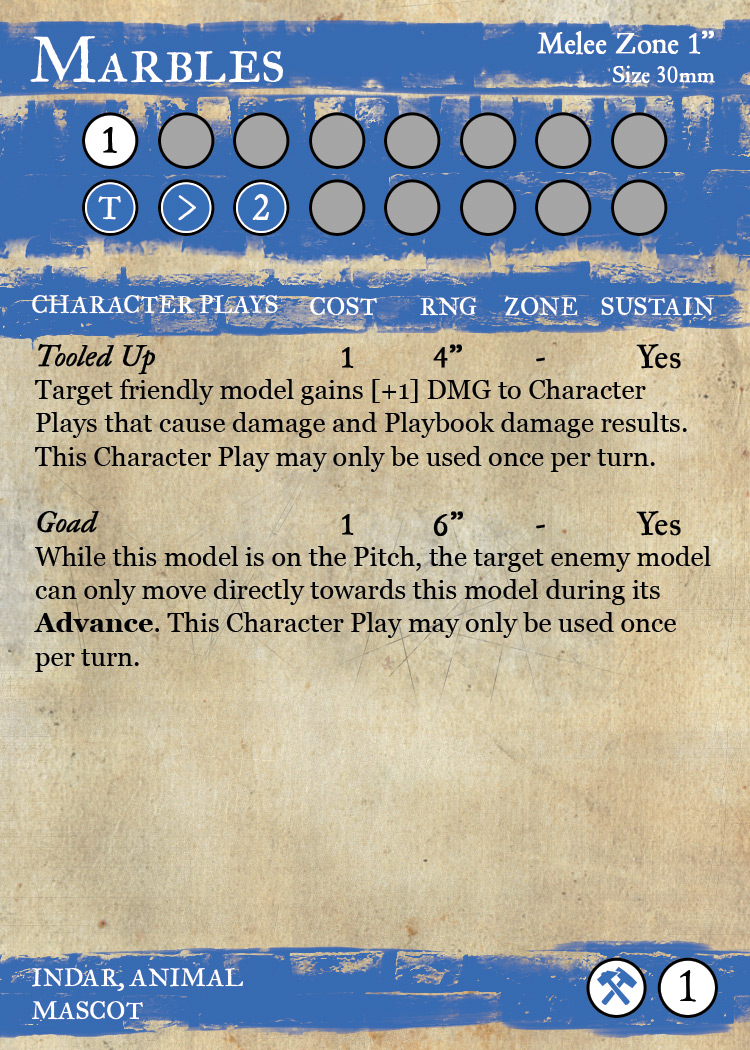 MARBLES
Melee Zone 1”
Size 30mm
1
T > 2
CHARACTER PLAYS COST RNG ZONE SUSTAIN
Tooled Up 1 4” - Yes
Target friendly model gains [+1] DMG to Character
Plays that cause damage and Playbook damage results.
This Character Play may only be used once per turn.
Goad 1 6” - Yes
While this model is on the Pitch, the target enemy model
can only move directly towards this model during its
Advance. This Character Play may only be used once
per turn.
INDAR, ANIMAL
MASCOT
1